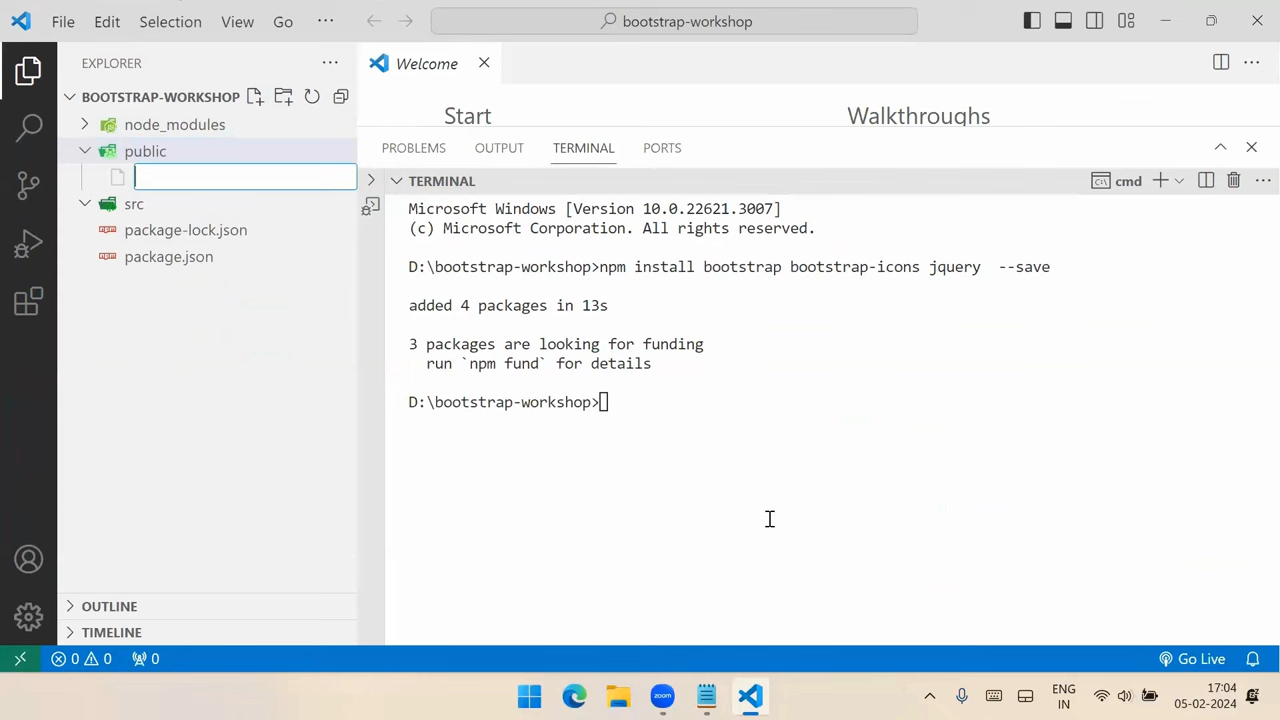 File Edit Selection View Go ··· bootstrap-workshop
EXPLORER ···
Welcome
BOOTSTRAP-WORKSHOP
node_modules
public
src
package-lock.json
package.json
OUTLINE
TIMELINE
Start Walkthroughs
PROBLEMS OUTPUT TERMINAL PORTS
TERMINAL cmd
Microsoft Windows [Version 10.0.22621.3007]
(c) Microsoft Corporation. All rights reserved.
D:\bootstrap-workshop>npm install bootstrap bootstrap-icons jquery  --save
added 4 packages in 13s
3 packages are looking for funding
run `npm fund` for details
D:\bootstrap-workshop>
0 0 0 Go Live
zoom
ENG
IN
17:04
05-02-2024